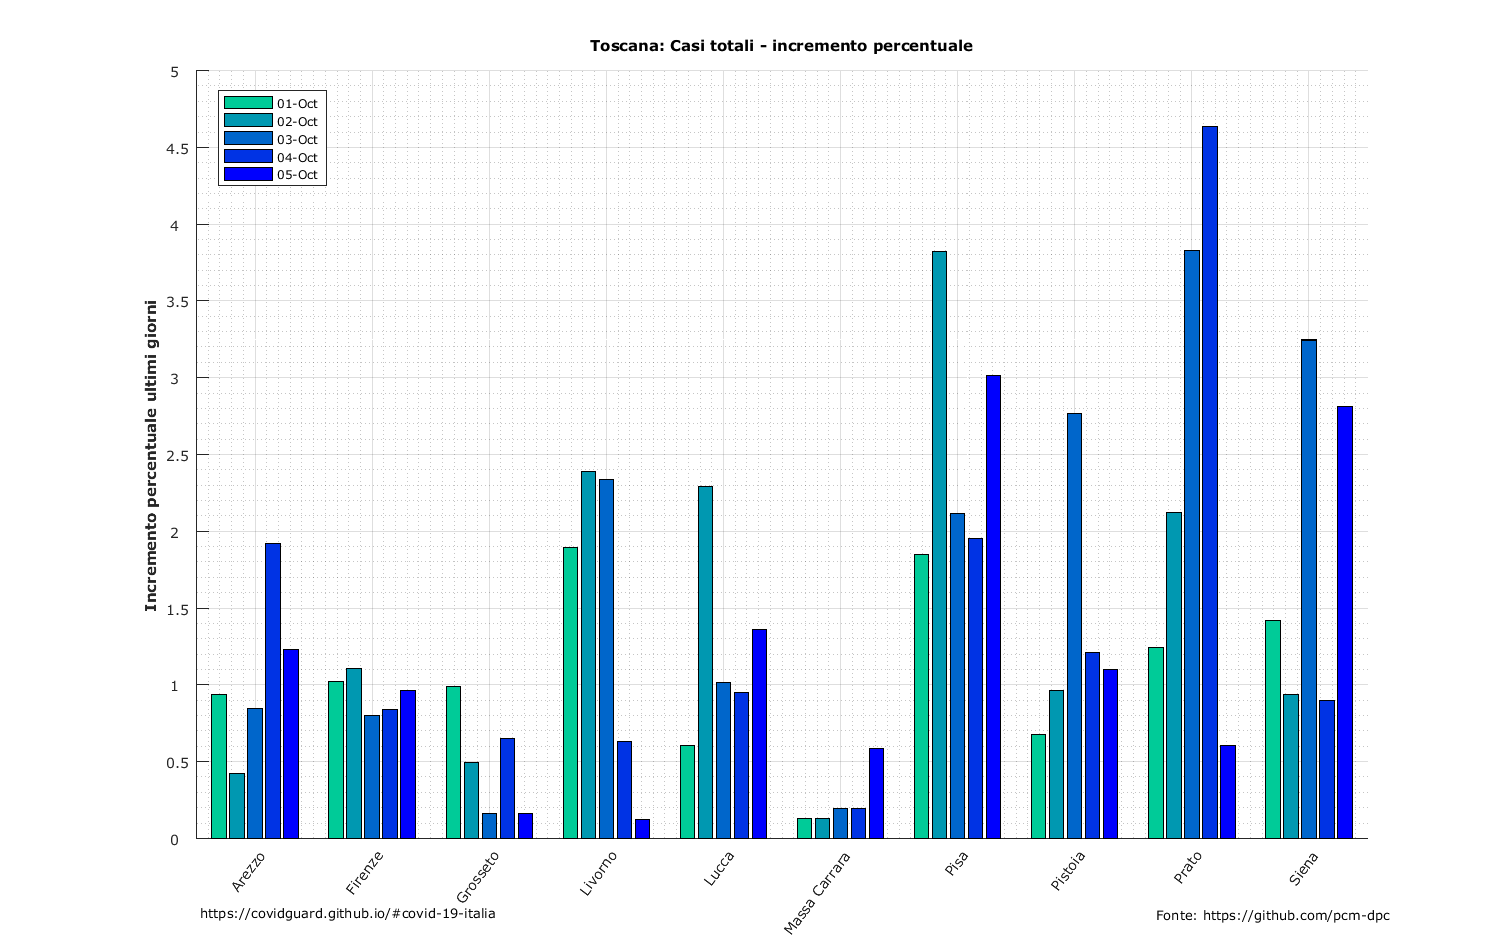 Toscana: Casi totali - incremento percentuale
5
4.5
4
3.5
3
2.5
2
1.5
1
0.5
0
Incremento percentuale ultimi giorni
01-Oct
02-Oct
03-Oct
04-Oct
05-Oct
Arezzo
Firenze
Grosseto
Livorno
Lucca
Massa Carrara
Pisa
Pistoia
Prato
Siena
https://covidguard.github.io/#covid-19-italia
Fonte: https://github.com/pcm-dpc